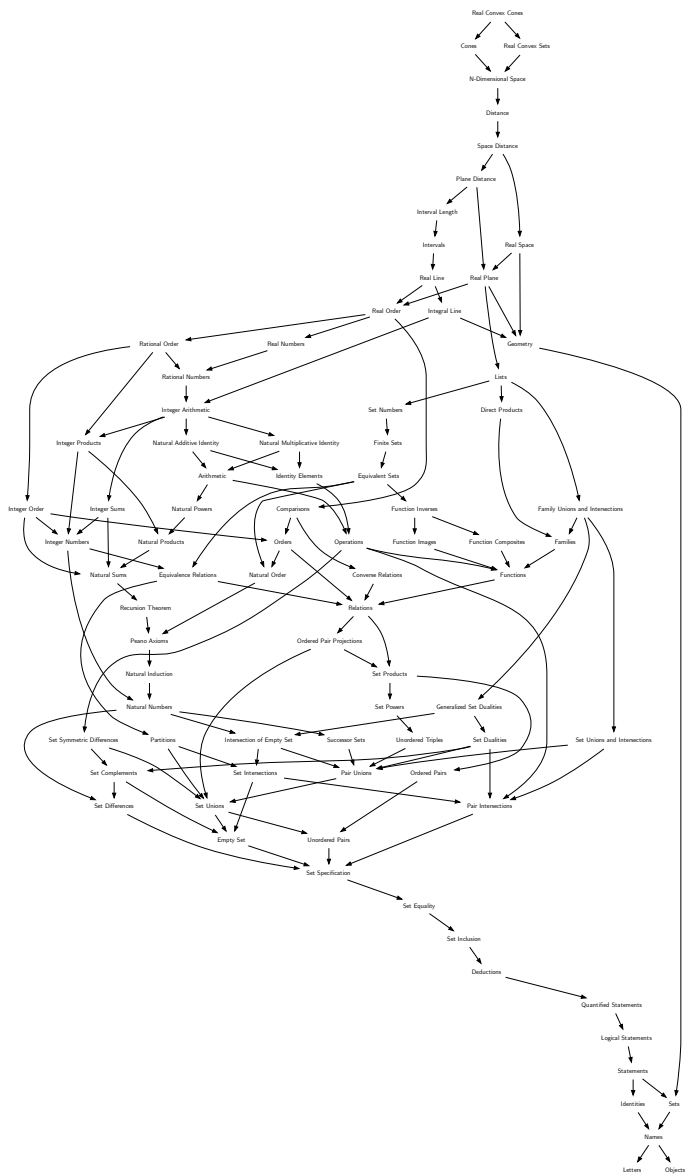 Real Convex Cones
Cones Real Convex Sets
N-Dimensional Space
Distance
Space Distance
Plane Distance
Interval Length
Intervals Real Space
Real Line Real Plane
Real Order Integral Line
Rational Order Real Numbers Geometry
Rational Numbers Lists
Integer Arithmetic Set Numbers Direct Products
Integer Products Natural Additive Identity Natural Multiplicative Identity Finite Sets
Arithmetic Identity Elements Equivalent Sets
Integer Order Integer Sums Natural Powers Comparisons Function Inverses Family Unions and Intersections
Integer Numbers Natural Products Orders Operations Function Images Function Composites Families
Natural Sums Equivalence Relations Natural Order Converse Relations Functions
Recursion Theorem Relations
Peano Axioms Ordered Pair Projections
Natural Induction Set Products
Natural Numbers Set Powers Generalized Set Dualities
Set Symmetric Differences Partitions Intersection of Empty Set Successor Sets Unordered Triples Set Dualities Set Unions and Intersections
Set Complements Set Intersections Pair Unions Ordered Pairs
Set Differences Set Unions Pair Intersections
Empty Set Unordered Pairs
Set Specification
Set Equality
Set Inclusion
Deductions
Quantified Statements
Logical Statements
Statements
Identities Sets
Names
Letters Objects